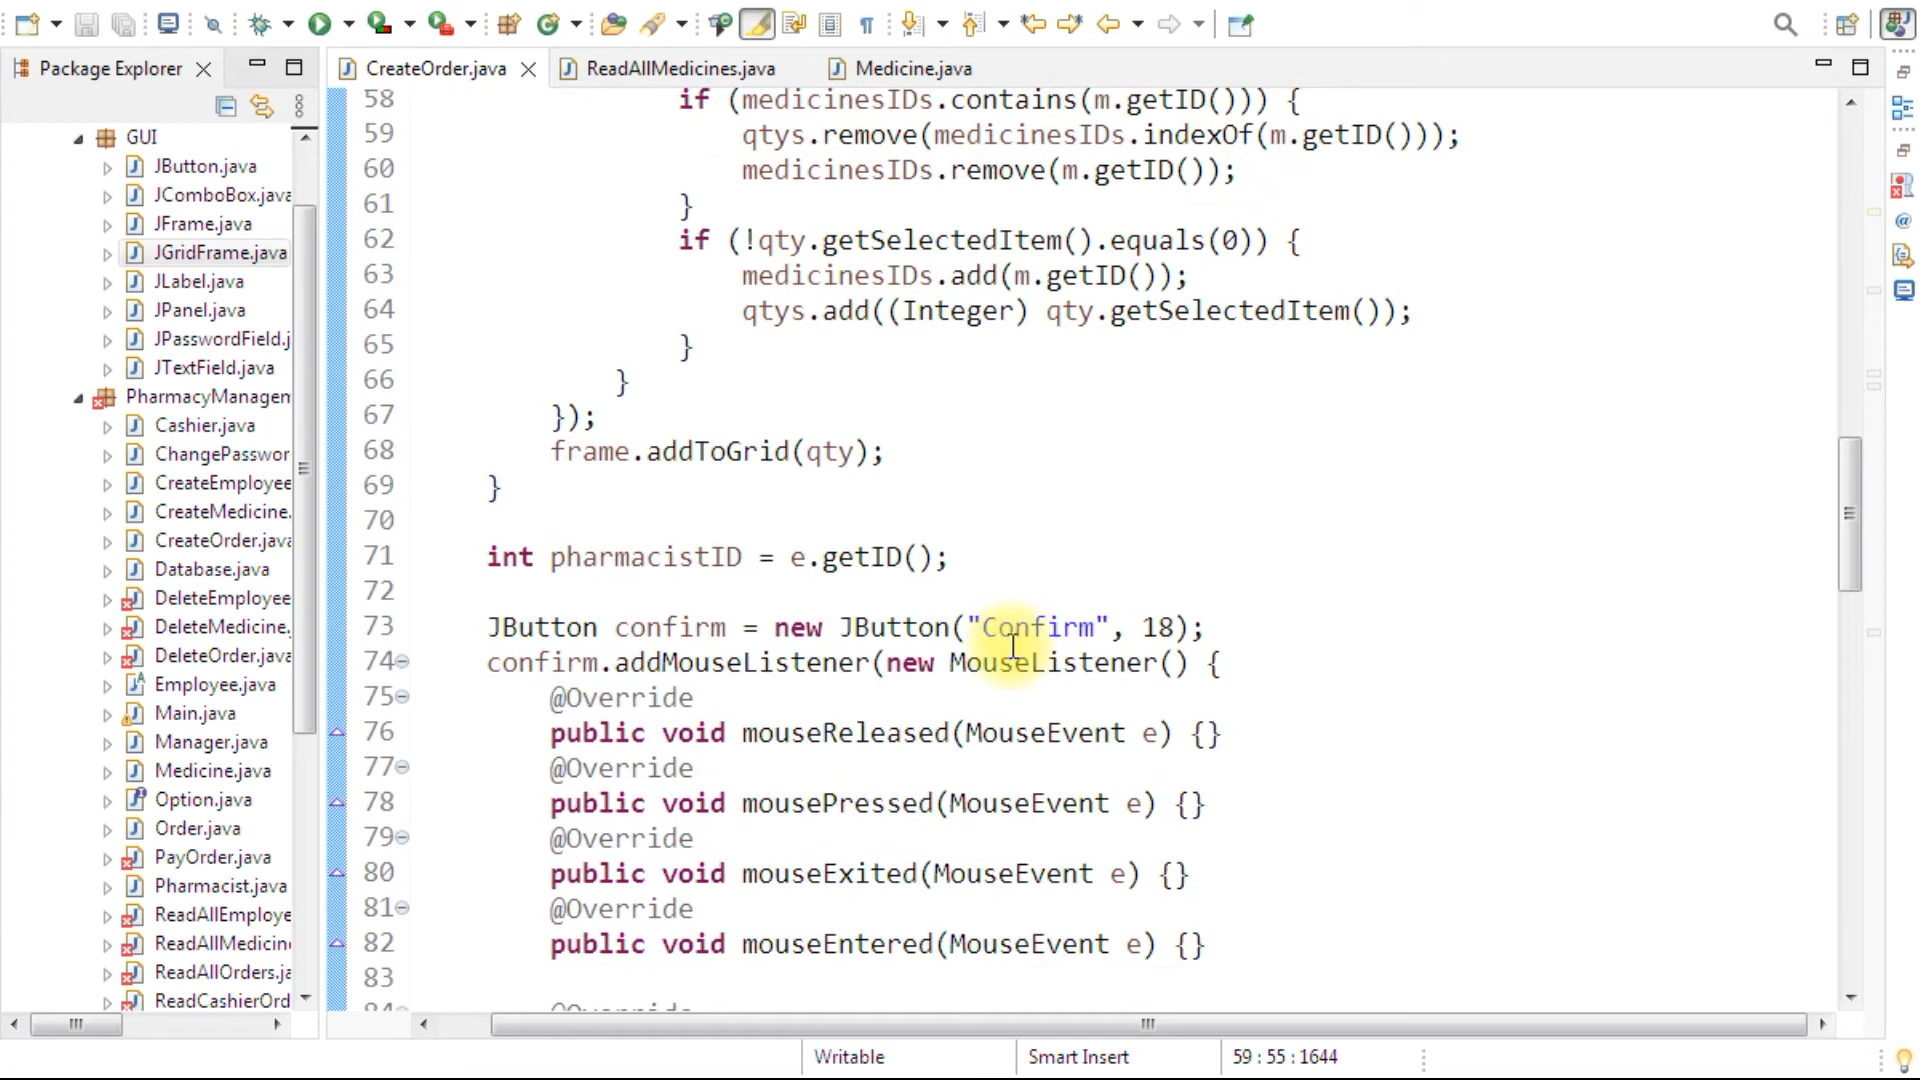 Package Explorer
CreateOrder.java
ReadAllMedicines.java
Medicine.java
GUI
JButton.java
JComboBox.java
JFrame.java
JGridFrame.java
JLabel.java
JPanel.java
JPasswordField.j
JTextField.java
PharmacyManagem
Cashier.java
ChangePasswor
CreateEmployee
CreateMedicine.
CreateOrder.java
Database.java
DeleteEmployee
DeleteMedicine.
DeleteOrder.java
Employee.java
Main.java
Manager.java
Medicine.java
Option.java
Order.java
PayOrder.java
Pharmacist.java
ReadAllEmploye
ReadAllMedicin
ReadAllOrders.ja
ReadCashierOrd
58 if (medicinesIDs.contains(m.getID())) {
59 qtys.remove(medicinesIDs.indexOf(m.getID()));
60 medicinesIDs.remove(m.getID());
61 }
62 if (!qty.getSelectedItem().equals(0)) {
63 medicinesIDs.add(m.getID());
64 qtys.add((Integer) qty.getSelectedItem());
65 }
66 }
67 });
68 frame.addToGrid(qty);
69 }
70
71 int pharmacistID = e.getID();
72
73 JButton confirm = new JButton("Confirm", 18);
74 confirm.addMouseListener(new MouseListener() {
75 @Override
76 public void mouseReleased(MouseEvent e) {}
77 @Override
78 public void mousePressed(MouseEvent e) {}
79 @Override
80 public void mouseExited(MouseEvent e) {}
81 @Override
82 public void mouseEntered(MouseEvent e) {}
83
84 @Override
Writable
Smart Insert
59 : 55 : 1644